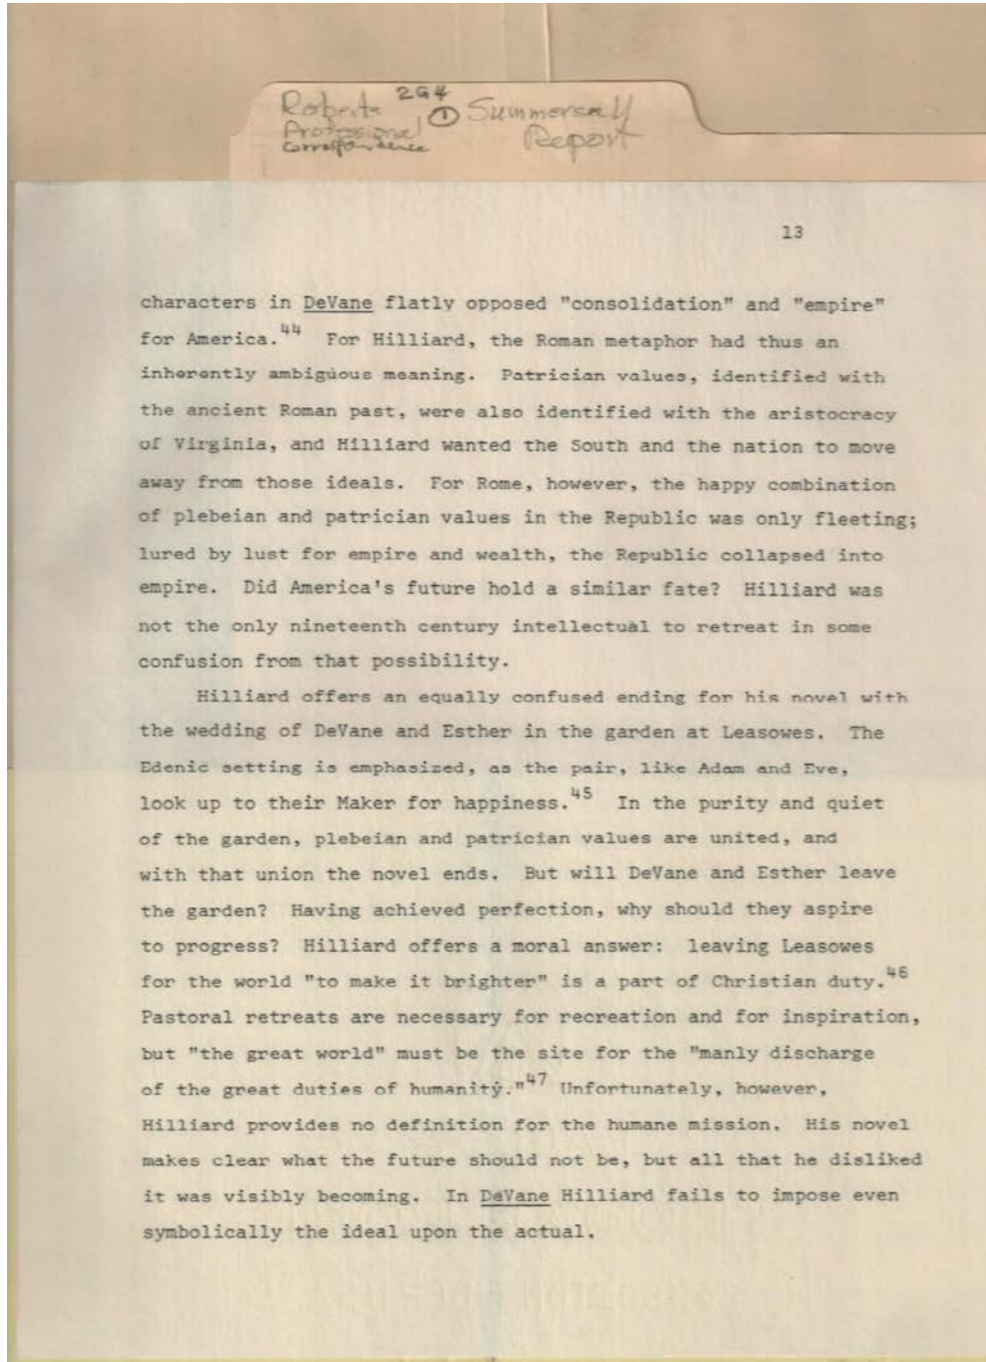 2G4
Roberts ① Summersell
Professional Report
Correspondence
13
characters in DeVane flatly opposed "consolidation" and "empire"
for America.44 For Hilliard, the Roman metaphor had thus an
inherently ambiguous meaning. Patrician values, identified with
the ancient Roman past, were also identified with the aristocracy
of Virginia, and Hilliard wanted the South and the nation to move
away from those ideals. For Rome, however, the happy combination
of plebeian and patrician values in the Republic was only fleeting;
lured by lust for empire and wealth, the Republic collapsed into
empire. Did America's future hold a similar fate? Hilliard was
not the only nineteenth century intellectual to retreat in some
confusion from that possibility.
Hilliard offers an equally confused ending for his novel with
the wedding of DeVane and Esther in the garden at Leasowes. The
Edenic setting is emphasized, as the pair, like Adam and Eve,
look up to their Maker for happiness.45 In the purity and quiet
of the garden, plebeian and patrician values are united, and
with that union the novel ends. But will DeVane and Esther leave
the garden? Having achieved perfection, why should they aspire
to progress? Hilliard offers a moral answer: leaving Leasowes
for the world "to make it brighter" is a part of Christian duty.46
Pastoral retreats are necessary for recreation and for inspiration,
but "the great world" must be the site for the "manly discharge
of the great duties of humanity."47 Unfortunately, however,
Hilliard provides no definition for the humane mission. His novel
makes clear what the future should not be, but all that he disliked
it was visibly becoming. In DeVane Hilliard fails to impose even
symbolically the ideal upon the actual.